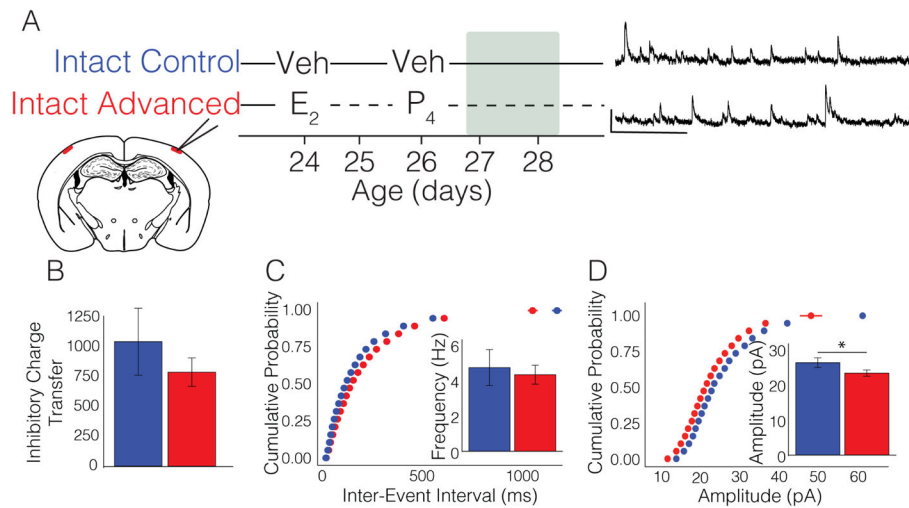 A
Intact Control Veh Veh
Intact Advanced E2 P4
24 25 26 27 28
Age (days)
B
Inhibitory Charge
Transfer
1250
1000
750
500
250
0
C
Cumulative Probability
1.00
0.75
0.50
0.25
0.00
0 500 1000
Inter-Event Interval (ms)
Frequency (Hz)
6
4
2
0
D
Cumulative Probability
1.00
0.75
0.50
0.25
0.00
10 20 30 40 50 60
Amplitude (pA)
Amplitude (pA)
30
20
10
0
*